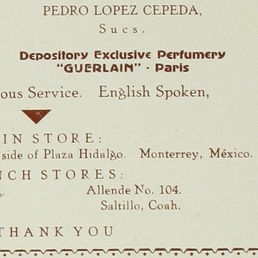 PEDRO LOPEZ CEPEDA,
Sucs.
Depository Exclusive Perfumery
"GUERLAIN" - Paris
ous Service. English Spoken,
IN STORE:
side of Plaza Hidalgo. Monterrey, México.
NCH STORES:
Allende No. 104.
Saltillo, Coah.
THANK YOU